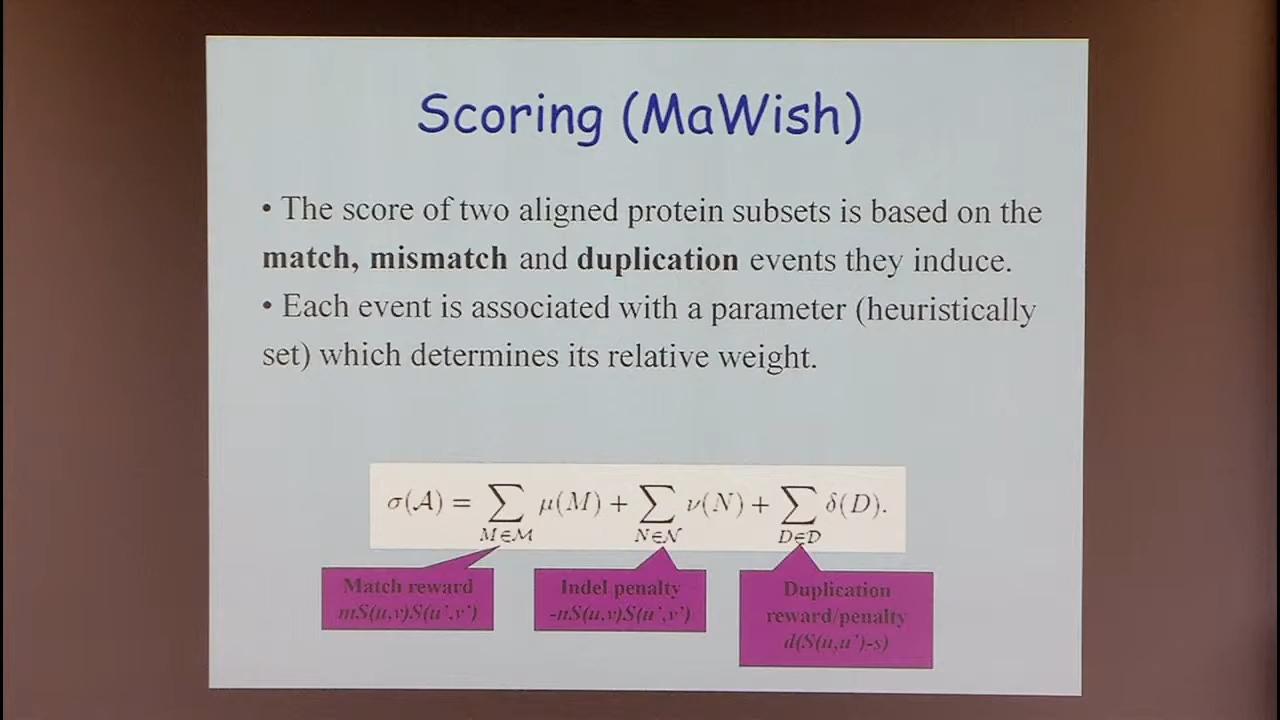 Scoring (MaWish)
• The score of two aligned protein subsets is based on the
match, mismatch and duplication events they induce.
• Each event is associated with a parameter (heuristically
set) which determines its relative weight.
σ(𝒜) = ∑ μ(M) + ∑ ν(N) + ∑ δ(D).
M∈ℳ N∈𝒩 D∈𝒟
Match reward
mS(u,v)S(u’,v’)
Indel penalty
-nS(u,v)S(u’,v’)
Duplication
reward/penalty
d(S(u,u’)-s)